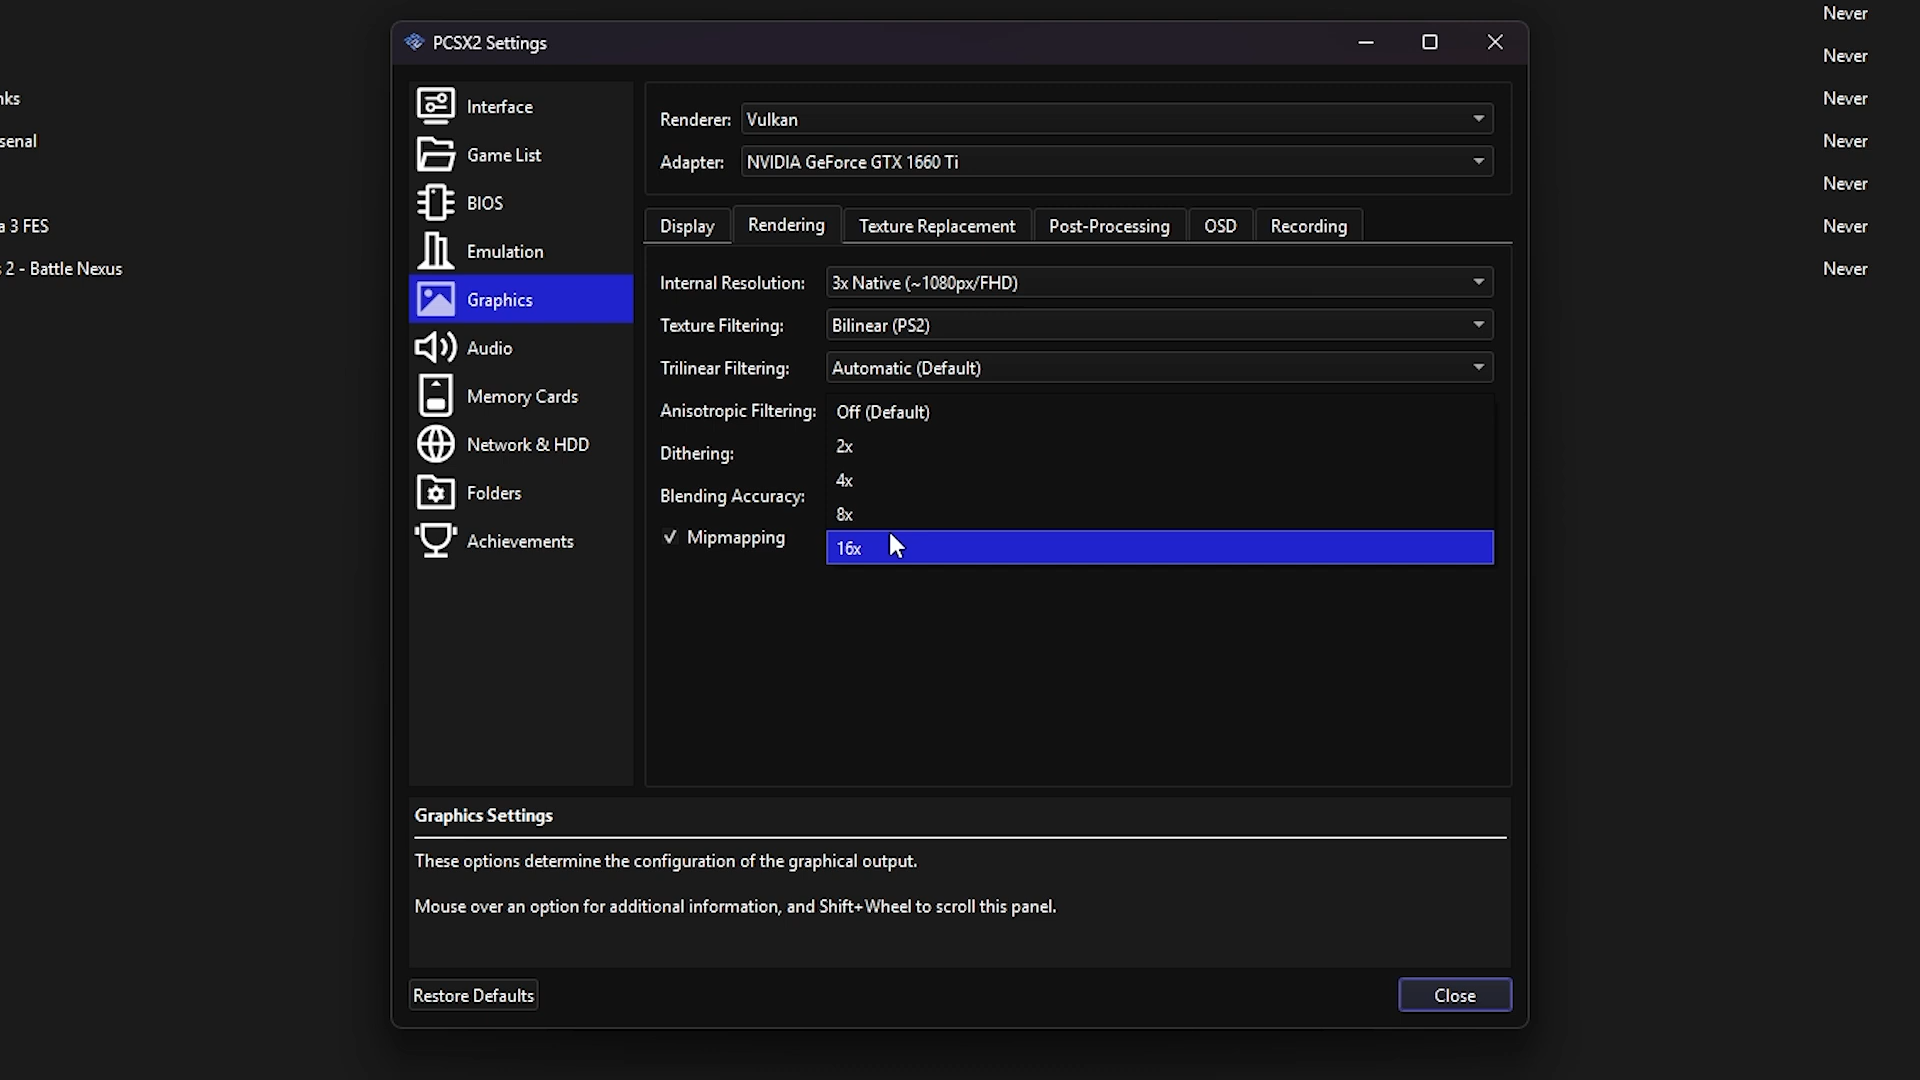 PCSX2 Settings
Never
Never
nks
Never
senal
Never
Never
a 3 FES
Never
s 2 - Battle Nexus
Never
Interface
Game List
BIOS
Emulation
Graphics
Audio
Memory Cards
Network & HDD
Folders
Achievements
Renderer: Vulkan
Adapter: NVIDIA GeForce GTX 1660 Ti
Display Rendering Texture Replacement Post-Processing OSD Recording
Internal Resolution: 3x Native (~1080px/FHD)
Texture Filtering: Bilinear (PS2)
Trilinear Filtering: Automatic (Default)
Anisotropic Filtering: Off (Default)
2x
Dithering:
4x
Blending Accuracy:
8x
Mipmapping
16x
Graphics Settings
These options determine the configuration of the graphical output.
Mouse over an option for additional information, and Shift+Wheel to scroll this panel.
Restore Defaults
Close